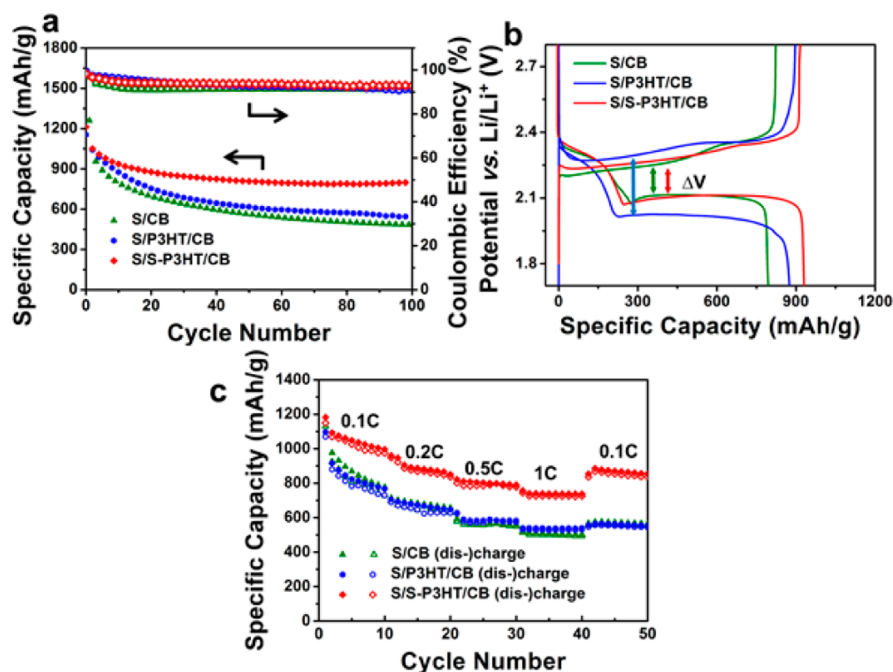 a
1800
1500
1200
900
600
300
0
100
80
60
40
20
0
S/CB
S/P3HT/CB
S/S-P3HT/CB
0 20 40 60 80 100
Cycle Number
Specific Capacity (mAh/g)
Coulombic Efficiency (%)
b
2.7
2.4
2.1
1.8
S/CB
S/P3HT/CB
S/S-P3HT/CB
ΔV
0 300 600 900 1200
Specific Capacity (mAh/g)
Potential vs. Li/Li⁺ (V)
c
1400
1200
1000
800
600
400
200
0
0.1C
0.2C
0.5C
1C
0.1C
S/CB (dis-)charge
S/P3HT/CB (dis-)charge
S/S-P3HT/CB (dis-)charge
0 10 20 30 40 50
Cycle Number
Specific Capacity (mAh/g)